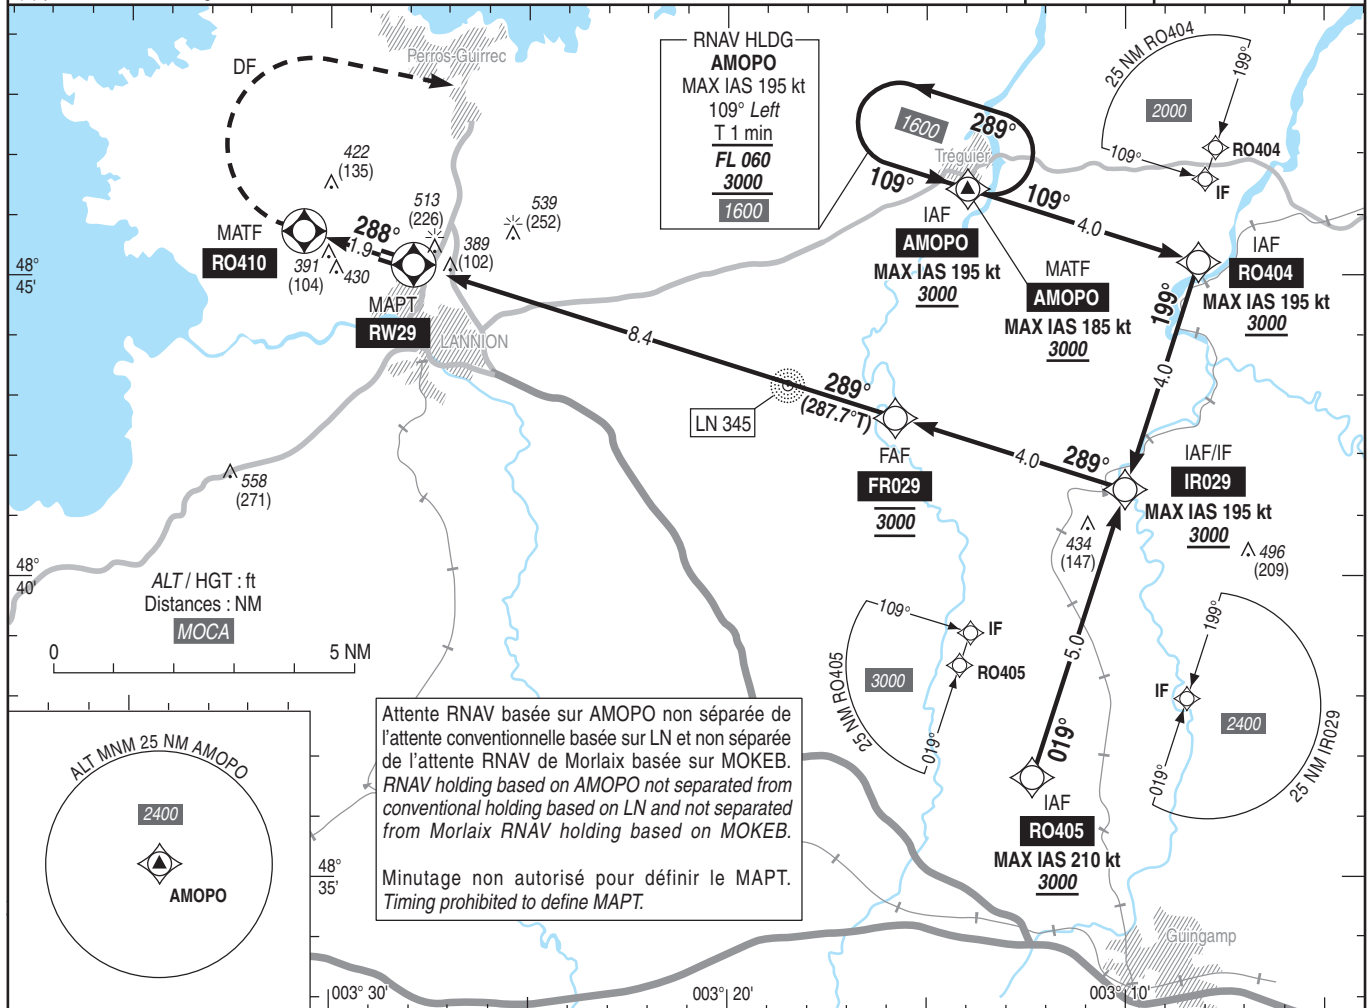 DF
Perros-Guirrec
422
(135)
513
(226)
539
(252)
389
(102)
MATF
RO410
288°
1.9
391
(104)
430
MAPT
RW29
LANNION
RNAV HLDG
AMOPO
MAX IAS 195 kt
109° Left
T 1 min
FL 060
3000
1600
1600
289°
Tréguier
109°
109°
4.0
IAF
AMOPO
MAX IAS 195 kt
3000
MATF
AMOPO
MAX IAS 185 kt
3000
25 NM RO404
199°
2000
109°
RO404
IF
IAF
RO404
MAX IAS 195 kt
3000
199°
4.0
48°
45'
8.4
LN 345
289°
(287.7°T)
FAF
FR029
3000
4.0
289°
IAF/IF
IR029
MAX IAS 195 kt
3000
434
(147)
496
(209)
558
(271)
48°
40'
ALT / HGT : ft
Distances : NM
MOCA
0
5 NM
109°
IF
3000
RO405
25 NM RO405
019°
5.0
019°
IAF
RO405
MAX IAS 210 kt
3000
199°
IF
2400
019°
25 NM IR029
Attente RNAV basée sur AMOPO non séparée de
l'attente conventionnelle basée sur LN et non séparée
de l'attente RNAV de Morlaix basée sur MOKEB.
RNAV holding based on AMOPO not separated from
conventional holding based on LN and not separated
from Morlaix RNAV holding based on MOKEB.
Minutage non autorisé pour définir le MAPT.
Timing prohibited to define MAPT.
ALT MNM 25 NM AMOPO
2400
AMOPO
48°
35'
Guingamp
003° 30'
003° 20'
003° 10'